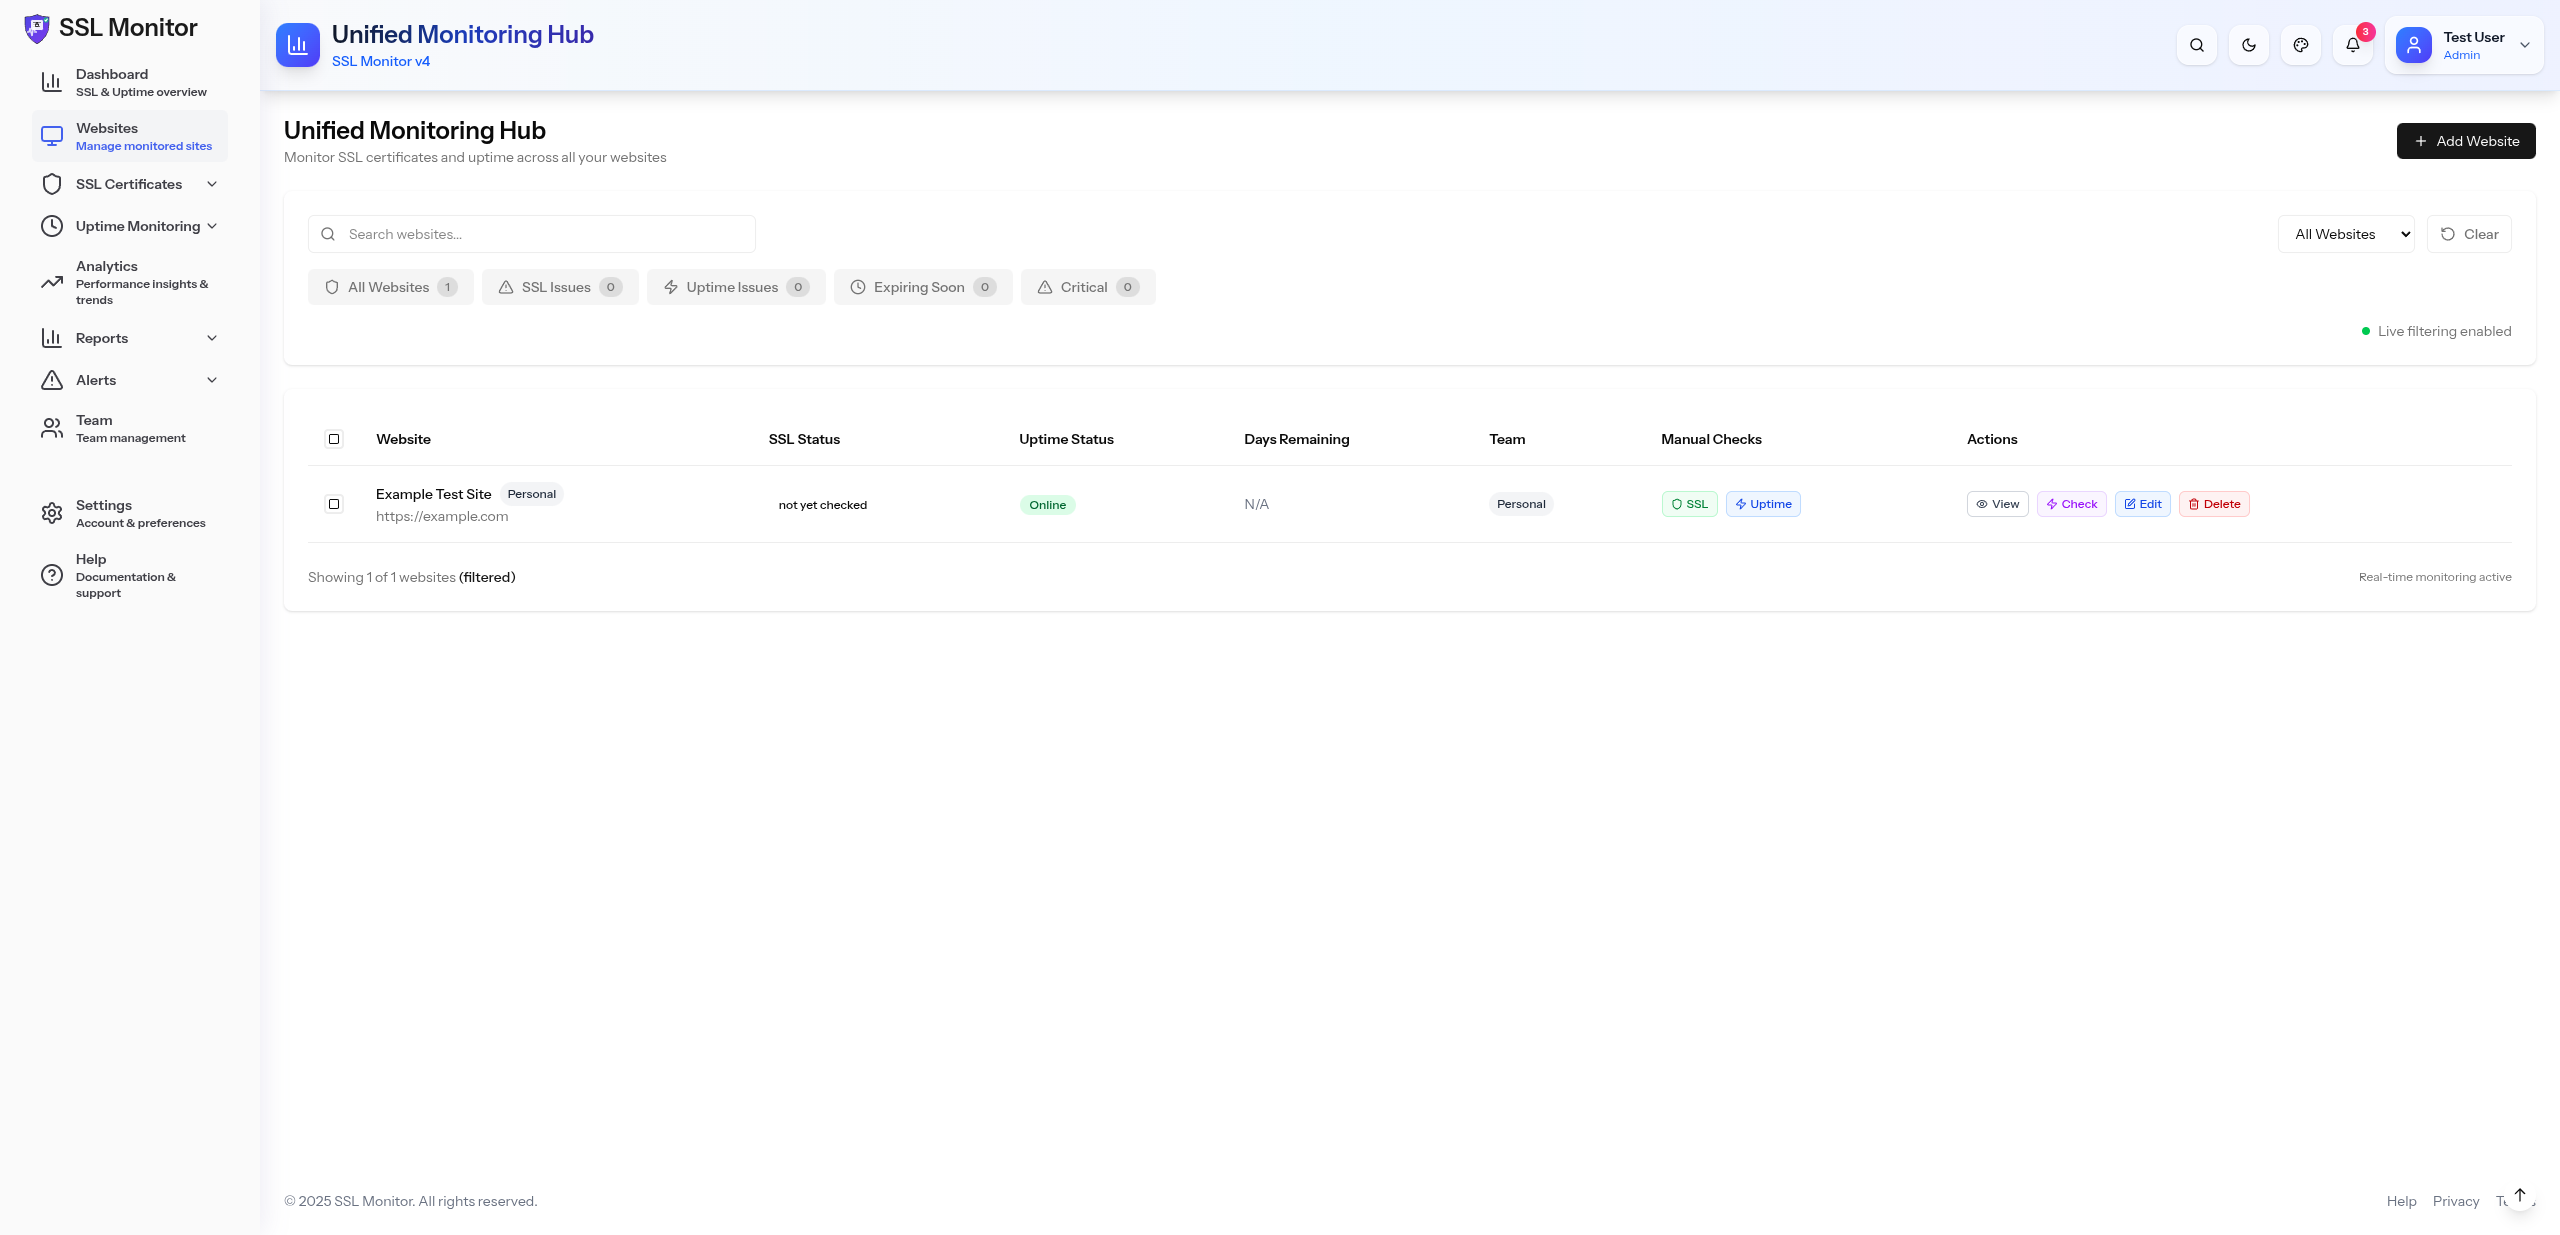 SSL Monitor
Dashboard
SSL & Uptime overview
Websites
Manage monitored sites
SSL Certificates
Uptime Monitoring
Analytics
Performance insights &
trends
Reports
Alerts
Team
Team management
Settings
Account & preferences
Help
Documentation &
support
Unified Monitoring Hub
SSL Monitor v4
3
Test User
Admin
Unified Monitoring Hub
Monitor SSL certificates and uptime across all your websites
Add Website
Search websites...
All Websites
Clear
All Websites 1
SSL Issues 0
Uptime Issues 0
Expiring Soon 0
Critical 0
Live filtering enabled
Website SSL Status Uptime Status Days Remaining Team Manual Checks Actions
Example Test Site Personal
https://example.com
not yet checked
Online
N/A
Personal
SSL Uptime
View Check Edit Delete
Showing 1 of 1 websites (filtered)
Real-time monitoring active
© 2025 SSL Monitor. All rights reserved.
Help Privacy